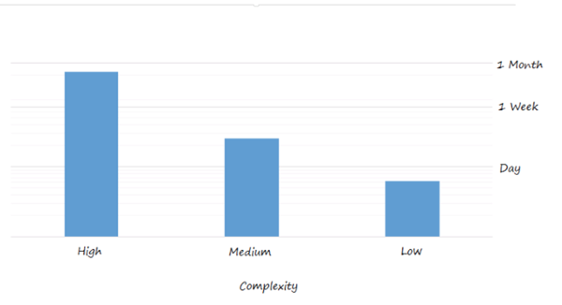 1 Month
1 Week
Day
High Medium Low
Complexity